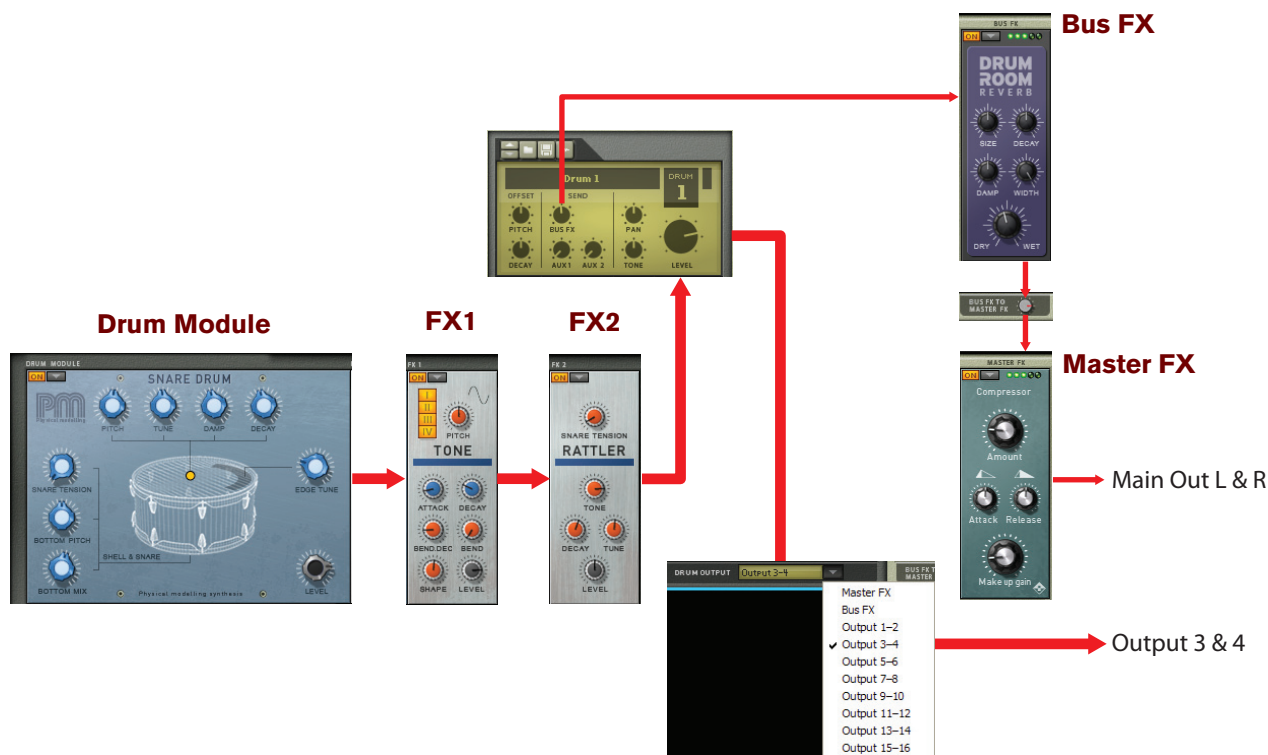 BUS FX
Bus FX
ON
DRUM
ROOM
REVERB
SIZE DECAY
DAMP WIDTH
DRY WET
Drum 1
DRUM
1
OFFSET SEND
PITCH BUS FX PAN
DECAY AUX 1 AUX 2 TONE LEVEL
BUS FX TO
MASTER FX
Drum Module
FX1
FX2
DRUM MODULE
ON
SNARE DRUM
PM
Physical modelling
PITCH TUNE DAMP DECAY
SNARE TENSION
EDGE TUNE
BOTTOM PITCH
SHELL & SNARE
BOTTOM MIX
Physical modelling synthesis
LEVEL
FX 1
ON
I
II
III
IV
PITCH
TONE
ATTACK DECAY
BEND.DEC BEND
SHAPE LEVEL
FX 2
ON
SNARE TENSION
RATTLER
TONE
DECAY TUNE
LEVEL
MASTER FX
Master FX
ON
Compressor
Amount
Attack Release
Make up gain
Main Out L & R
DRUM OUTPUT Output 3-4
BUS FX T
MASTER
Master FX
Bus FX
Output 1-2
✓ Output 3-4
Output 5-6
Output 7-8
Output 9-10
Output 11-12
Output 13-14
Output 15-16
Output 3 & 4